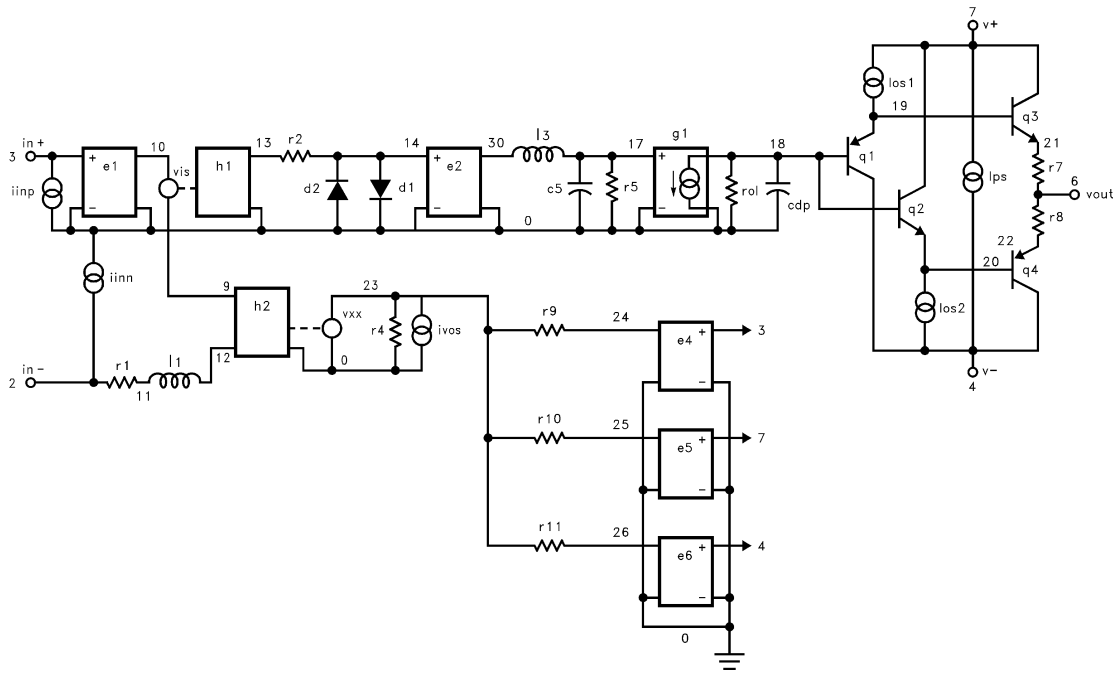 7
v+
Ios1
19
q3
in+
3
e1
+
−
10
vis
h1
13
r2
14
+
e2
−
30
l3
17
g1
+
−
18
q1
21
r7
6
vout
r8
iinp
d2
d1
c5
r5
rol
cdp
Ips
q2
0
22
20
q4
iinn
9
h2
23
vxx
r4
ivos
Ios2
r9
24
e4
+
−
3
in−
2
r1
11
l1
12
0
v−
4
r10
25
e5
+
−
7
r11
26
e6
+
−
4
0